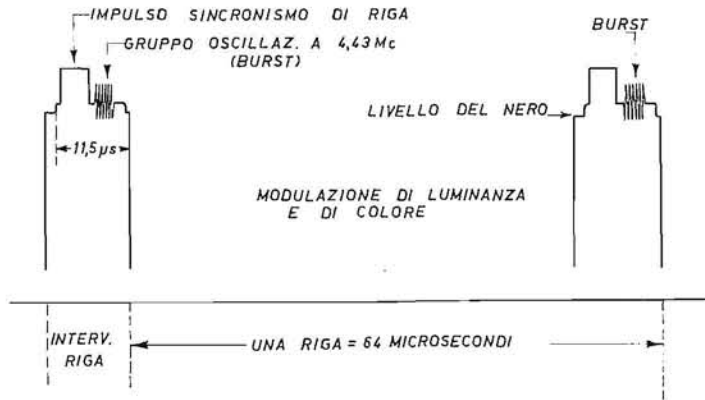 IMPULSO SINCRONISMO DI RIGA
GRUPPO OSCILLAZ. A 4,43 Mc
(BURST)
BURST
LIVELLO DEL NERO
11,5 µs
MODULAZIONE DI LUMINANZA
E DI COLORE
INTERV.
RIGA
UNA RIGA = 64 MICROSECONDI